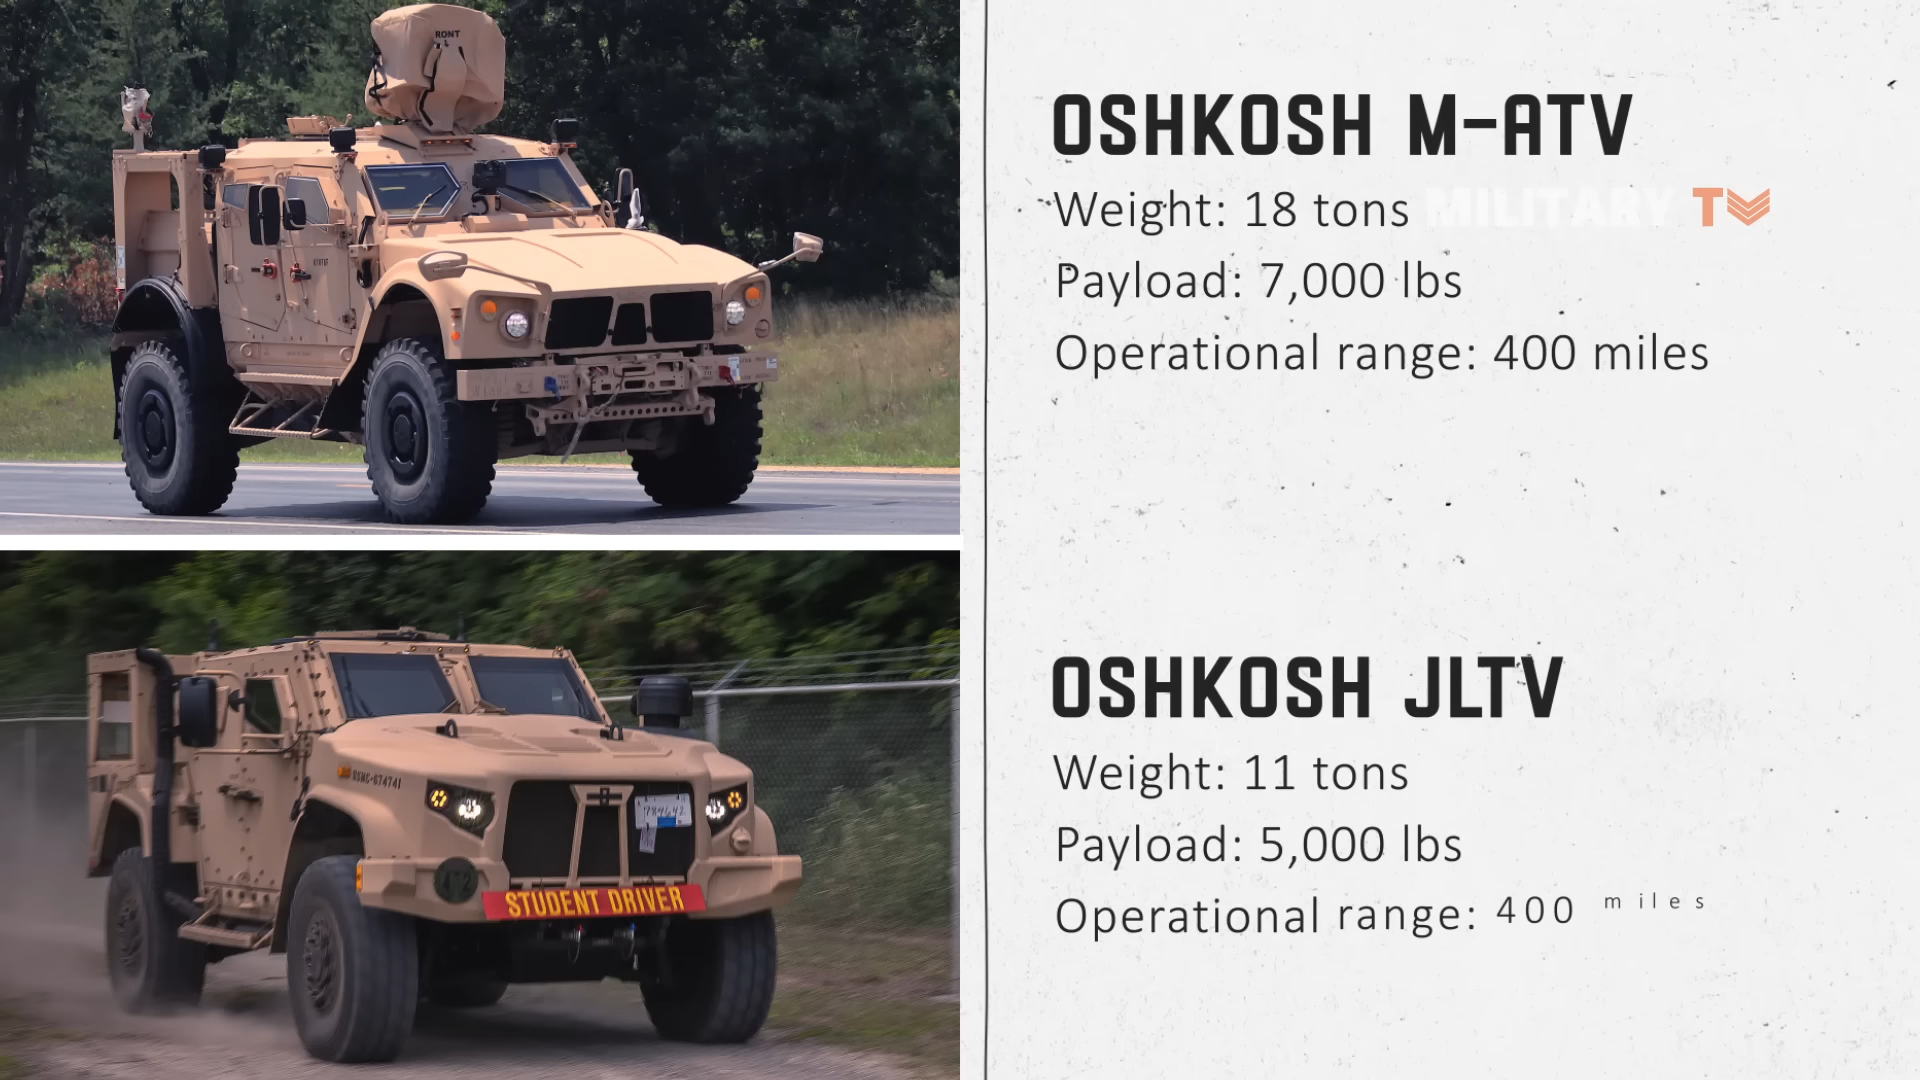 RONT
OSHKOSH M-ATV
Weight: 18 tons
MILITARY TV
Payload: 7,000 lbs
Operational range: 400 miles
OSHKOSH JLTV
Weight: 11 tons
Payload: 5,000 lbs
Operational range: 400 miles
STUDENT DRIVER